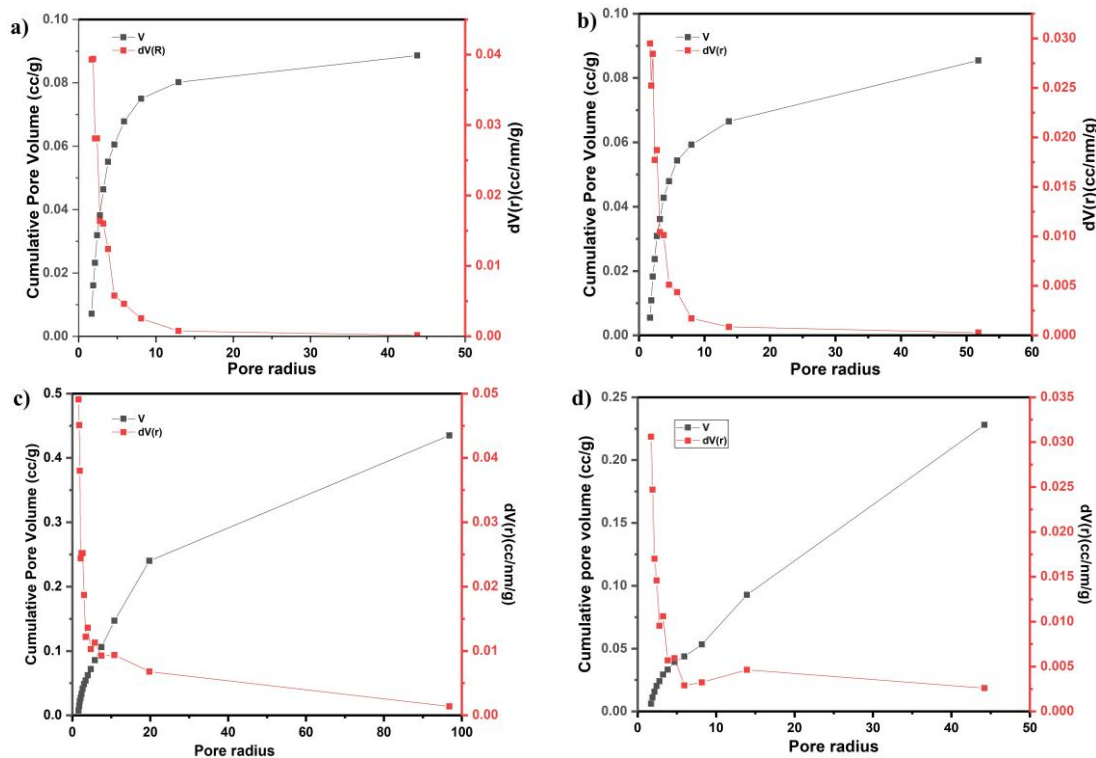 a)
V
dV(R)
Cumulative Pore Volume (cc/g)
0.10
0.08
0.06
0.04
0.02
0.00
0.04
0.03
0.02
0.01
0.00
dV(r)(cc/nm/g)
0 10 20 30 40 50
Pore radius
b)
V
dV(r)
Cumulative Pore Volume (cc/g)
0.10
0.08
0.06
0.04
0.02
0.00
0.030
0.025
0.020
0.015
0.010
0.005
0.000
dV(r)(cc/nm/g)
0 10 20 30 40 50 60
Pore radius
c)
V
dV(r)
Cumulative Pore Volume (cc/g)
0.5
0.4
0.3
0.2
0.1
0.0
0.05
0.04
0.03
0.02
0.01
0.00
dV(r)(cc/nm/g)
0 20 40 60 80 100
Pore radius
d)
V
dV(r)
Cumulative pore volume (cc/g)
0.25
0.20
0.15
0.10
0.05
0.00
0.035
0.030
0.025
0.020
0.015
0.010
0.005
0.000
dV(r)(cc/nm/g)
0 10 20 30 40 50
Pore radius